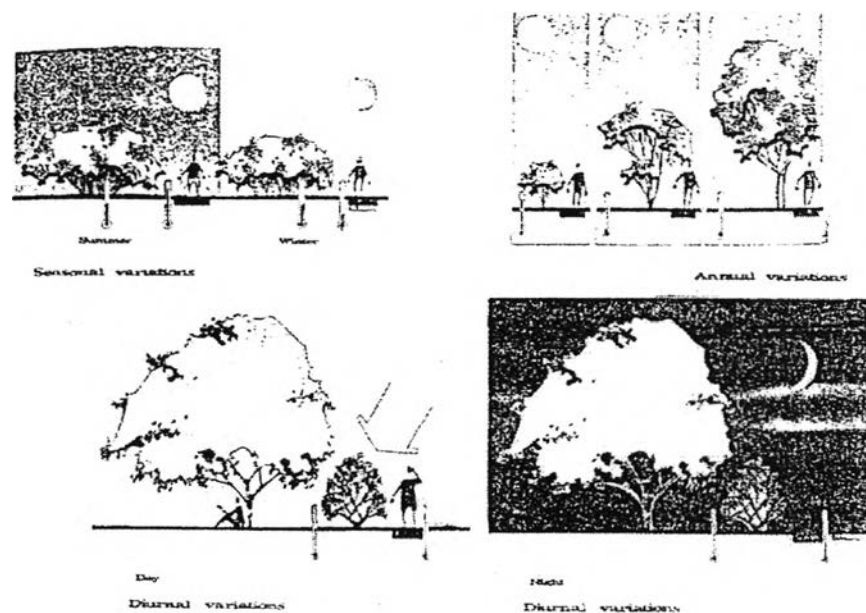 Summer
Winter
Seasonal variations
Annual variations
Day
Diurnal variations
Night
Diurnal variations